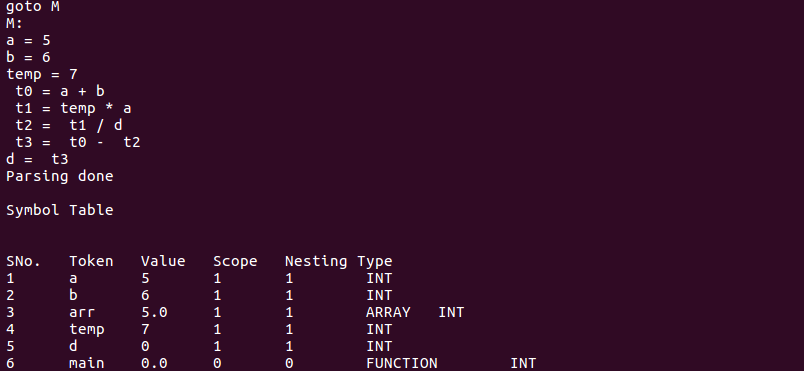 goto M
M:
a = 5
b = 6
temp = 7
 t0 = a + b
 t1 = temp * a
 t2 =  t1 / d
 t3 =  t0 -  t2
d =  t3
Parsing done

Symbol Table


SNo.   Token   Value   Scope   Nesting Type
1      a       5       1       1        INT
2      b       6       1       1        INT
3      arr     5.0     1       1        ARRAY   INT
4      temp    7       1       1        INT
5      d       0       1       1        INT
6      main    0.0     0       0        FUNCTION        INT